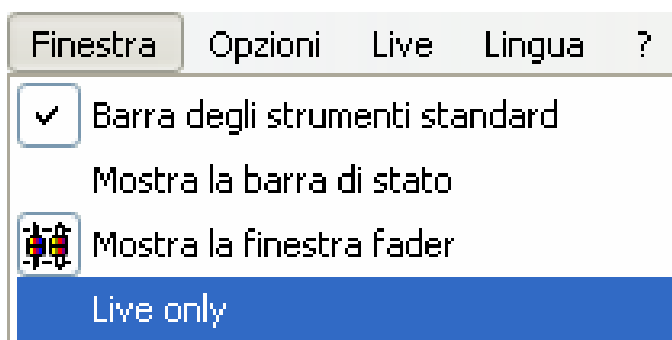 Finestra Opzioni Live Lingua ?
Barra degli strumenti standard
Mostra la barra di stato
Mostra la finestra fader
Live only